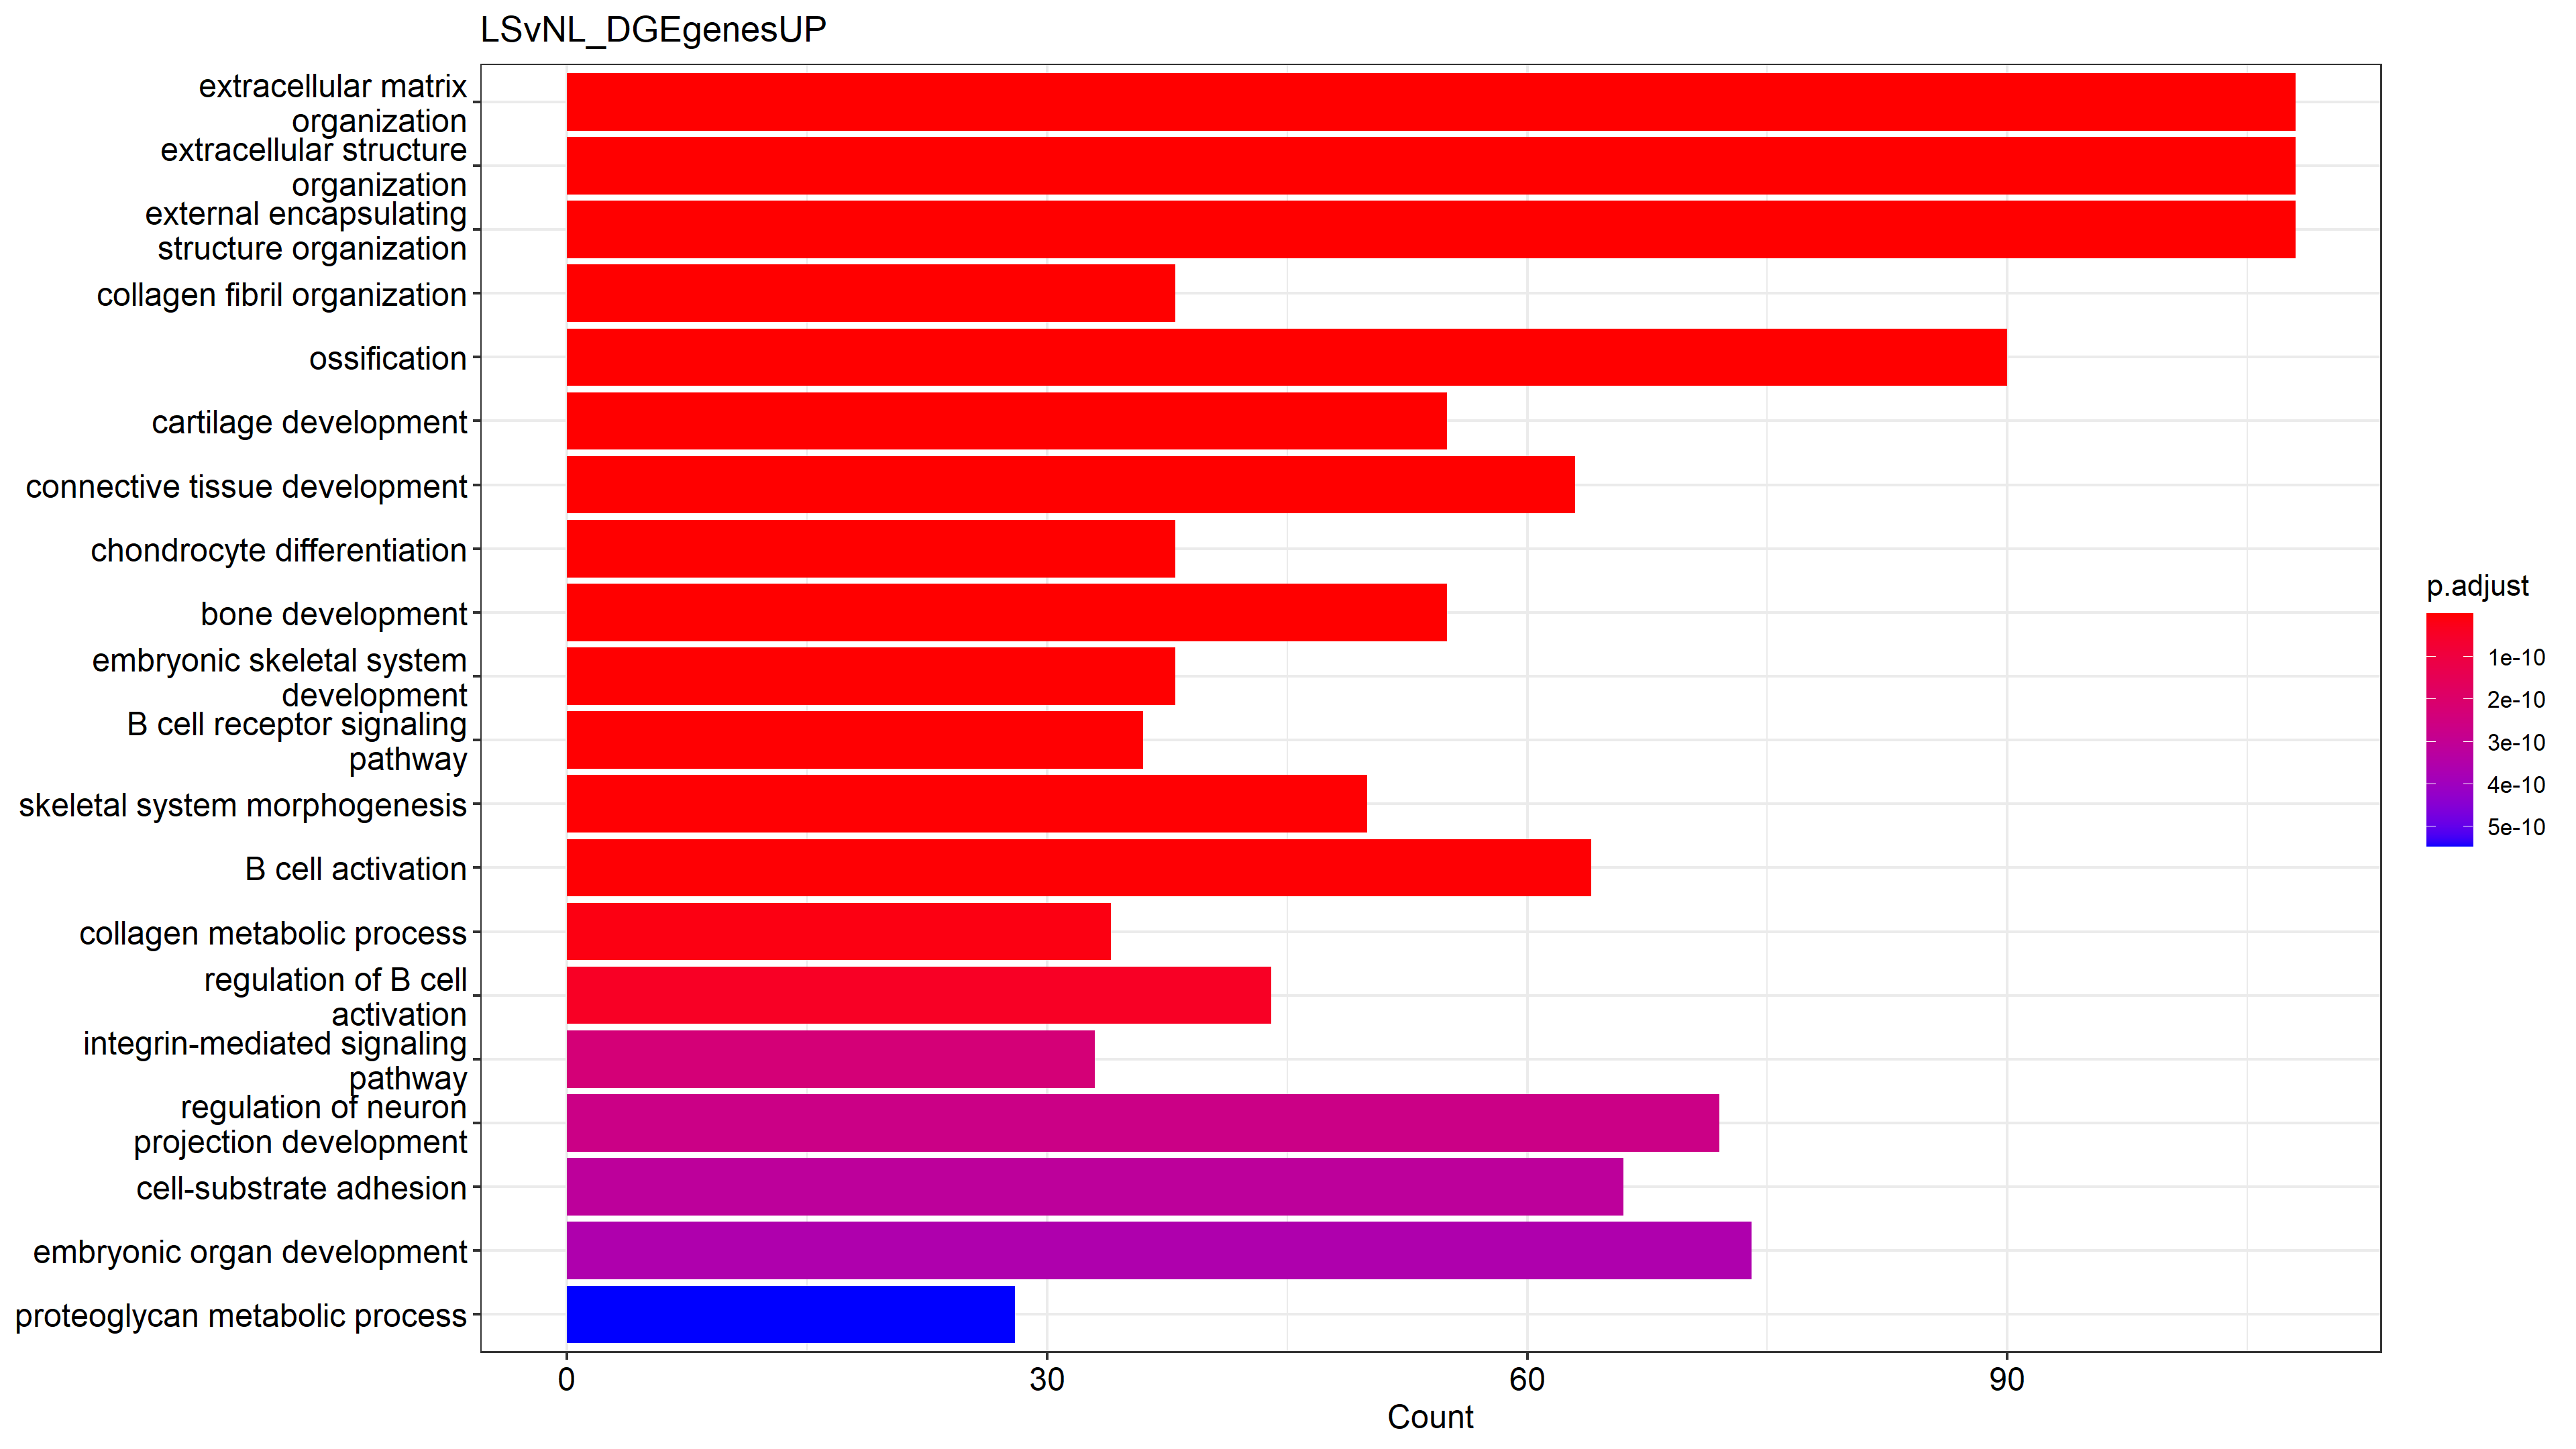 LSvNL_DGEgenesUP
extracellular matrix
organization
extracellular structure
organization
external encapsulating
structure organization
collagen fibril organization
ossification
cartilage development
connective tissue development
chondrocyte differentiation
bone development
embryonic skeletal system
development
B cell receptor signaling
pathway
skeletal system morphogenesis
B cell activation
collagen metabolic process
regulation of B cell
activation
integrin-mediated signaling
pathway
regulation of neuron
projection development
cell-substrate adhesion
embryonic organ development
proteoglycan metabolic process
0 30 60 90
Count
p.adjust
1e-10
2e-10
3e-10
4e-10
5e-10